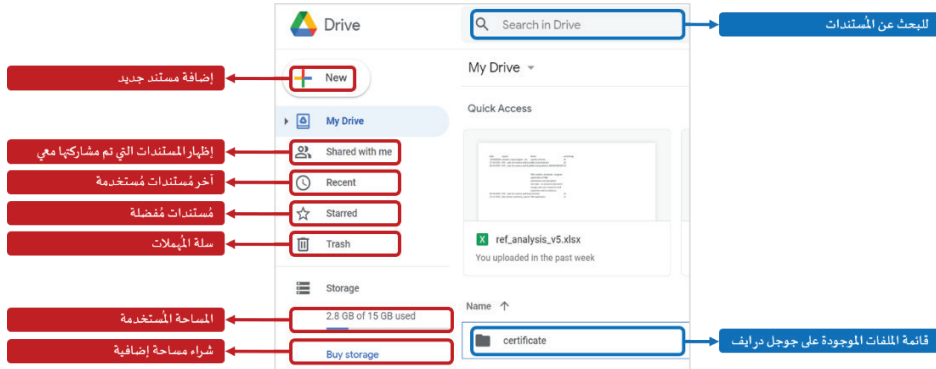 Drive
Search in Drive
للبحث عن المُستندات
My Drive
إضافة مستند جديد
New
Quick Access
My Drive
إظهار المستندات التي تم مشاركتها معي
Shared with me
آخر مُستندات مُستخدمة
Recent
مُستندات مُفضلة
Starred
سلة المُهملات
Trash
ref_analysis_v5.xlsx
You uploaded in the past week
Storage
Name
المساحة المُستخدمة
2.8 GB of 15 GB used
certificate
قائمة الملفات الموجودة على جوجل درايف
شراء مساحة إضافية
Buy storage